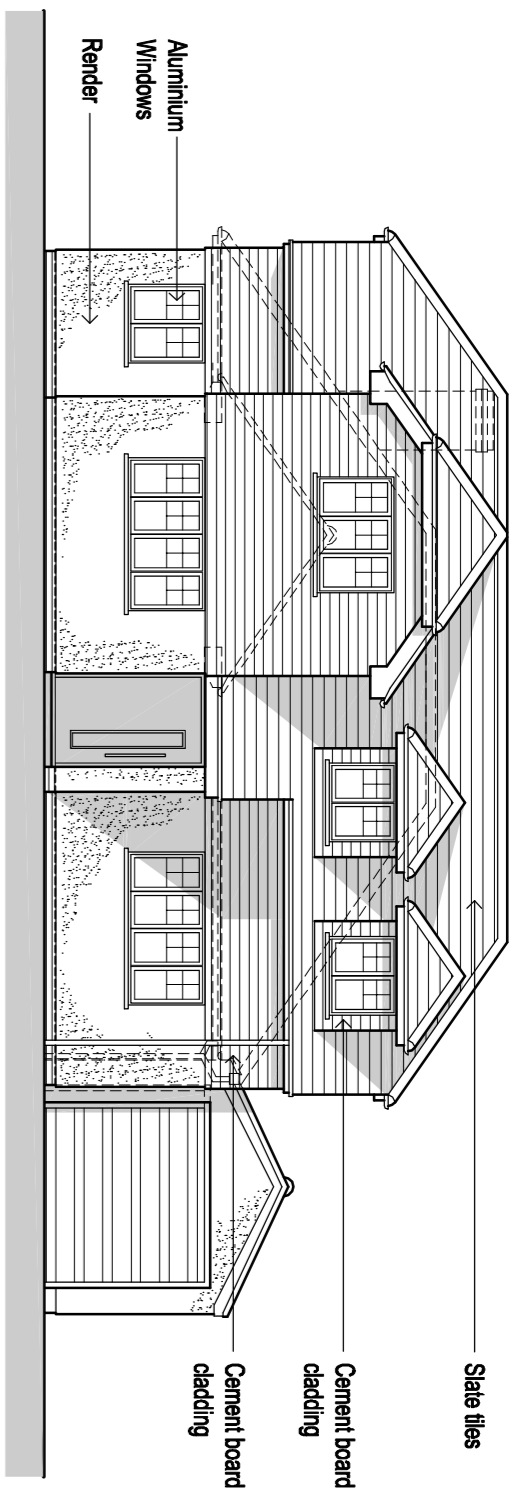 Aluminium
Windows
Render
Slate tiles
Cement board
cladding
Cement board
cladding